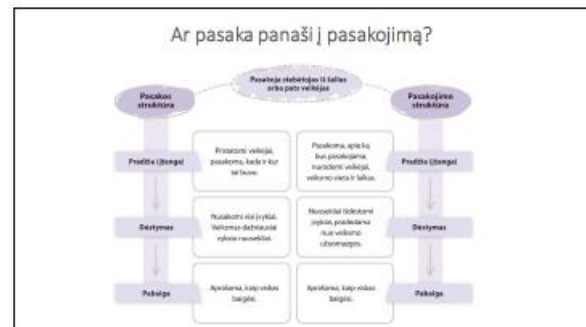 Ar pasaka panaši į pasakojimą?
Pasakoja stebėtojas iš šalies
arba pats veikėjas
Pasakos
struktūra
Pasakojimo
struktūra
Pradžia (įžanga)
Pristatomi veikėjai,
pasakoma, kada ir kur
tai buvo.
Pasakoma, apie ką
bus pasakojama,
nurodomi veikėjai,
veiksmo vieta ir laikas.
Pradžia (įžanga)
Dėstymas
Nusakomi visi įvykiai.
Veiksmas dažniausiai
vyksta nuosekliai.
Nuosekliai išdėstomi
įvykiai, pradedama
nuo veiksmo
užuomazgos.
Dėstymas
Pabaiga
Aprašoma, kaip viskas
baigėsi.
Aprašoma, kaip viskas
baigėsi.
Pabaiga